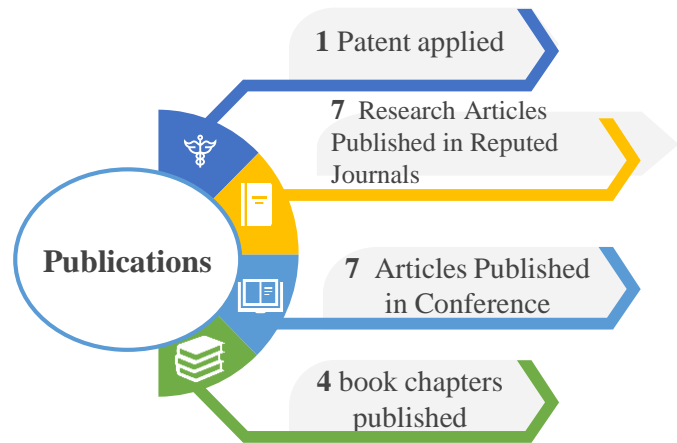 1 Patent applied
7 Research Articles
Published in Reputed
Journals
Publications
7 Articles Published
in Conference
4 book chapters
published